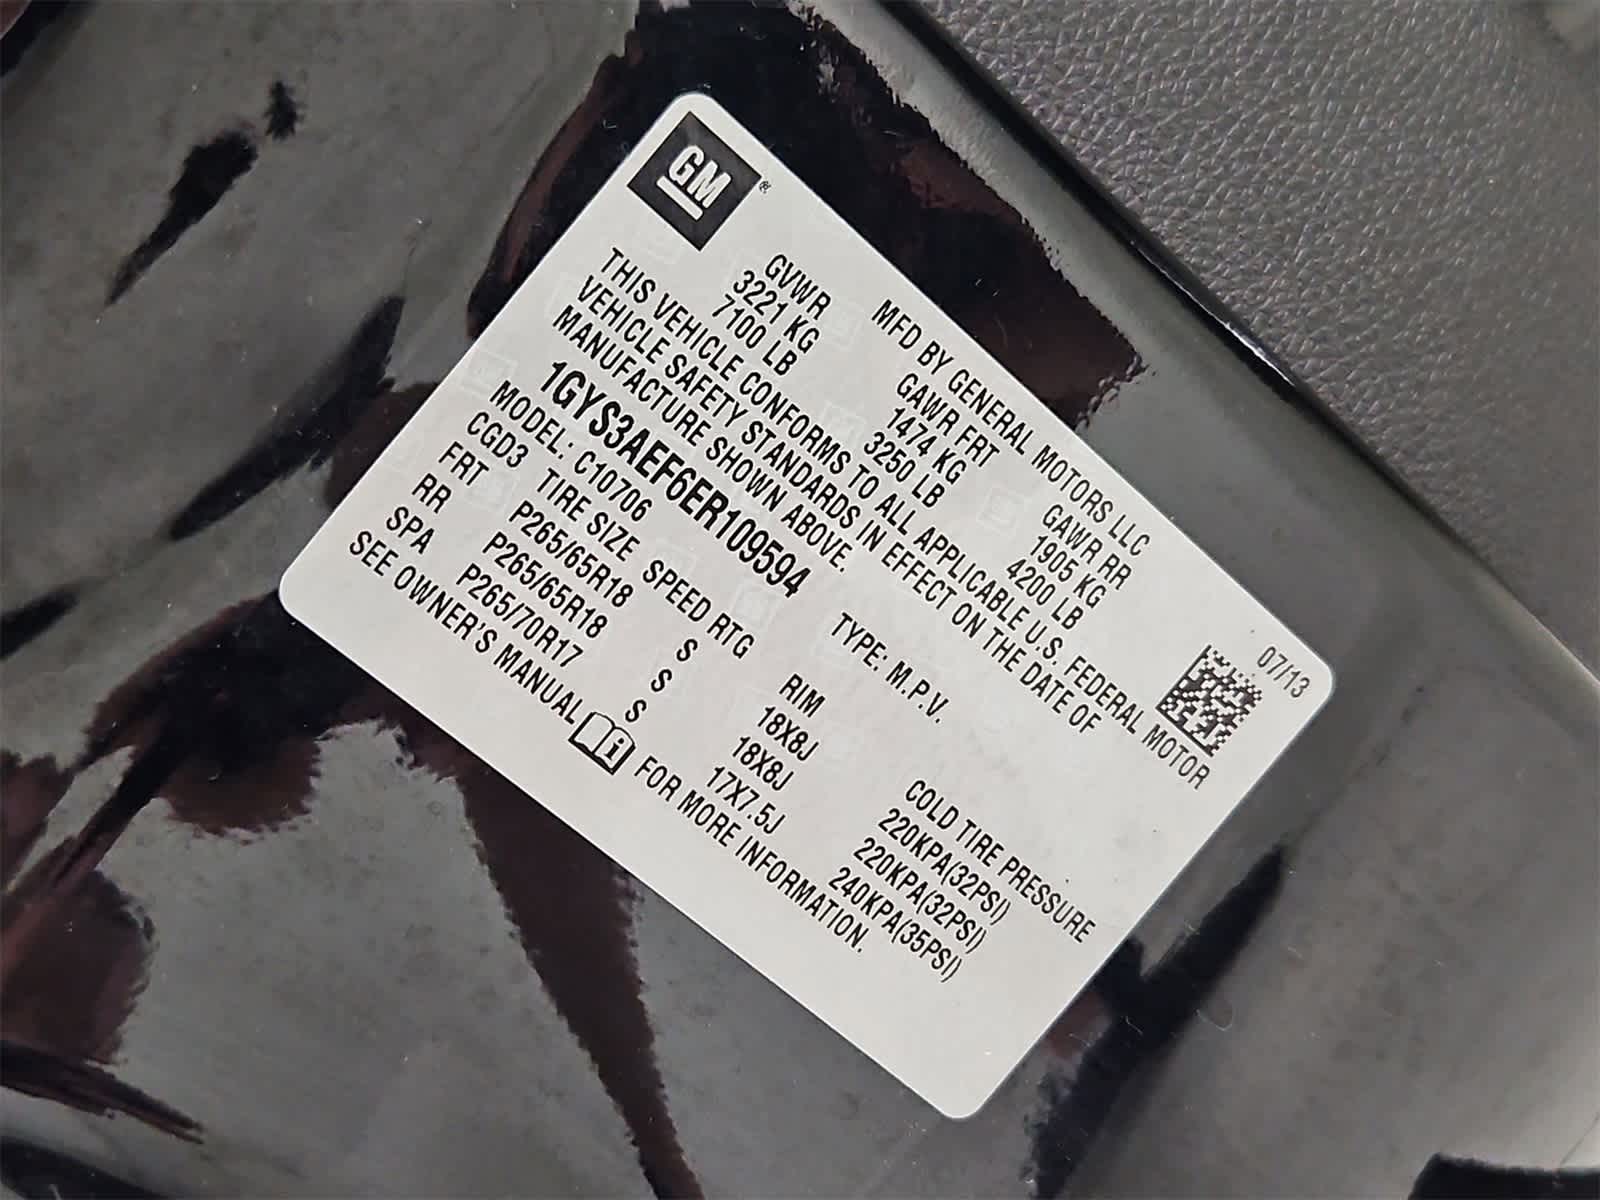 GM®
MFD BY GENERAL MOTORS LLC 07/13
GVWR GAWR FRT GAWR RR
3221 KG 1474 KG 1905 KG
7100 LB 3250 LB 4200 LB
THIS VEHICLE CONFORMS TO ALL APPLICABLE U.S. FEDERAL MOTOR
VEHICLE SAFETY STANDARDS IN EFFECT ON THE DATE OF
MANUFACTURE SHOWN ABOVE.
1GYS3AEF6ER109594 TYPE: M.P.V.
MODEL: C10706
CGD3 TIRE SIZE SPEED RTG RIM COLD TIRE PRESSURE
FRT P265/65R18 S 18X8J 220KPA(32PSI)
RR P265/65R18 S 18X8J 220KPA(32PSI)
SPA P265/70R17 S 17X7.5J 240KPA(35PSI)
SEE OWNER'S MANUAL i FOR MORE INFORMATION.